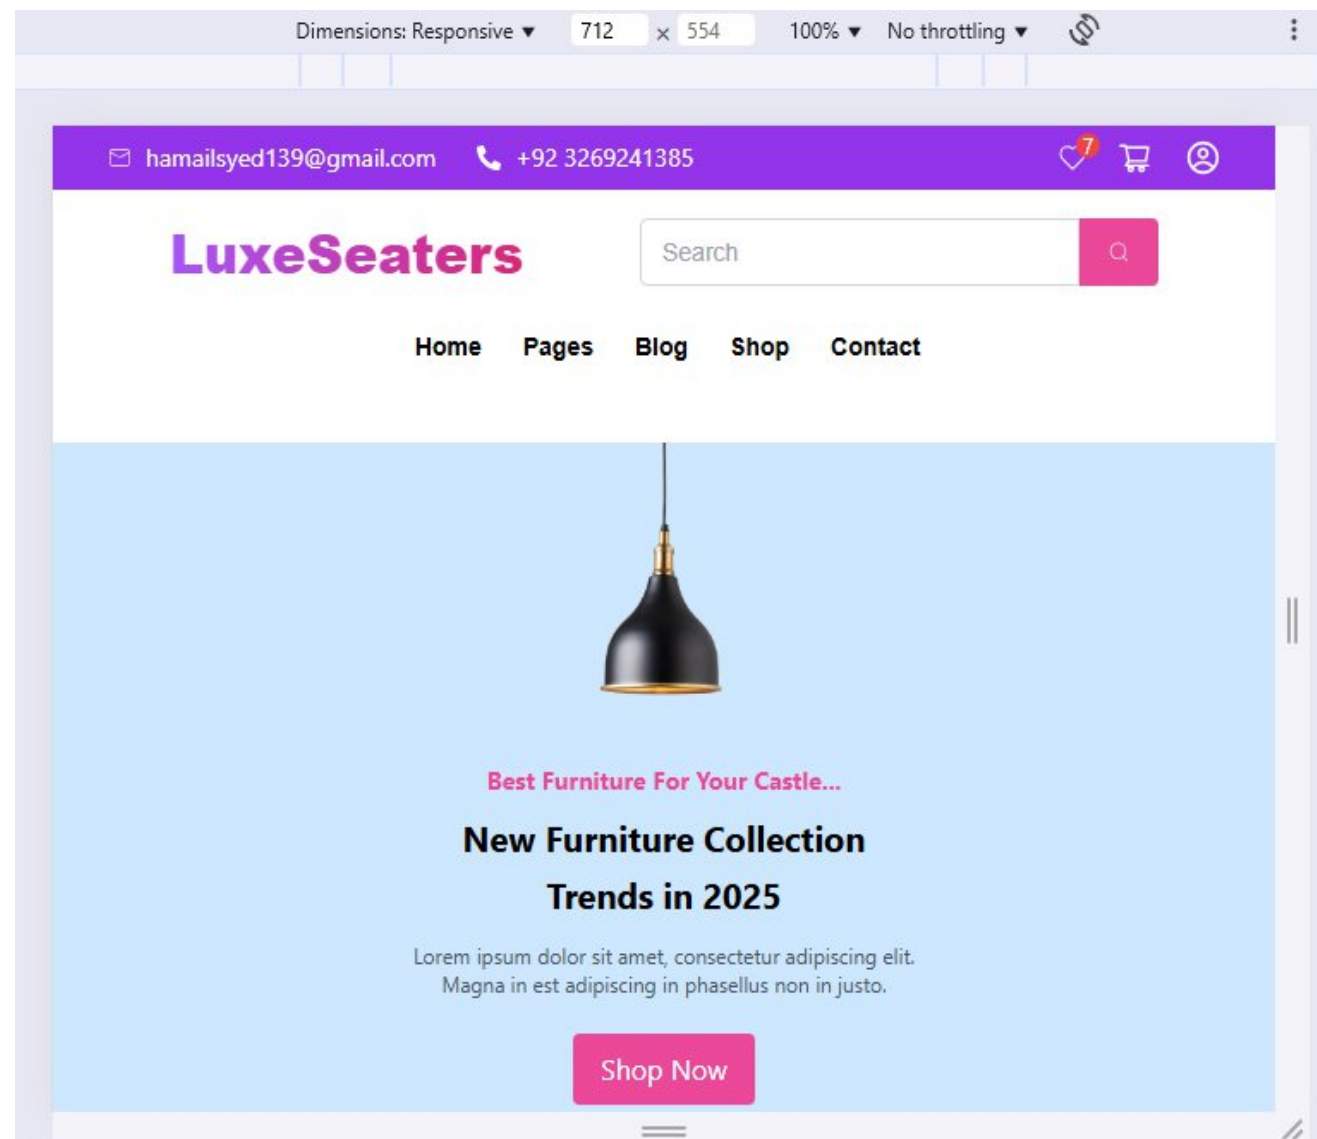 Dimensions: Responsive ▼ 712 × 554 100% ▼ No throttling ▼
hamailsyed139@gmail.com +92 3269241385 7
LuxeSeaters Search
Home Pages Blog Shop Contact
Best Furniture For Your Castle...
New Furniture Collection
Trends in 2025
Lorem ipsum dolor sit amet, consectetur adipiscing elit.
Magna in est adipiscing in phasellus non in justo.
Shop Now